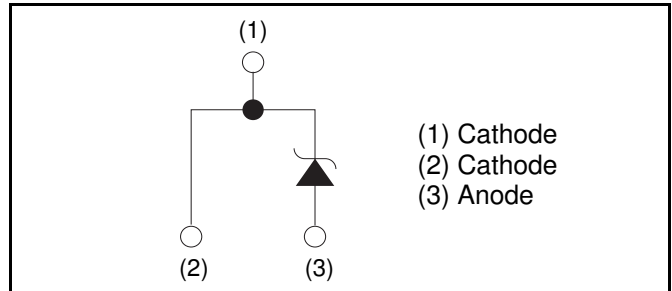 (1)
(1) Cathode
(2) Cathode
(3) Anode
(2) (3)